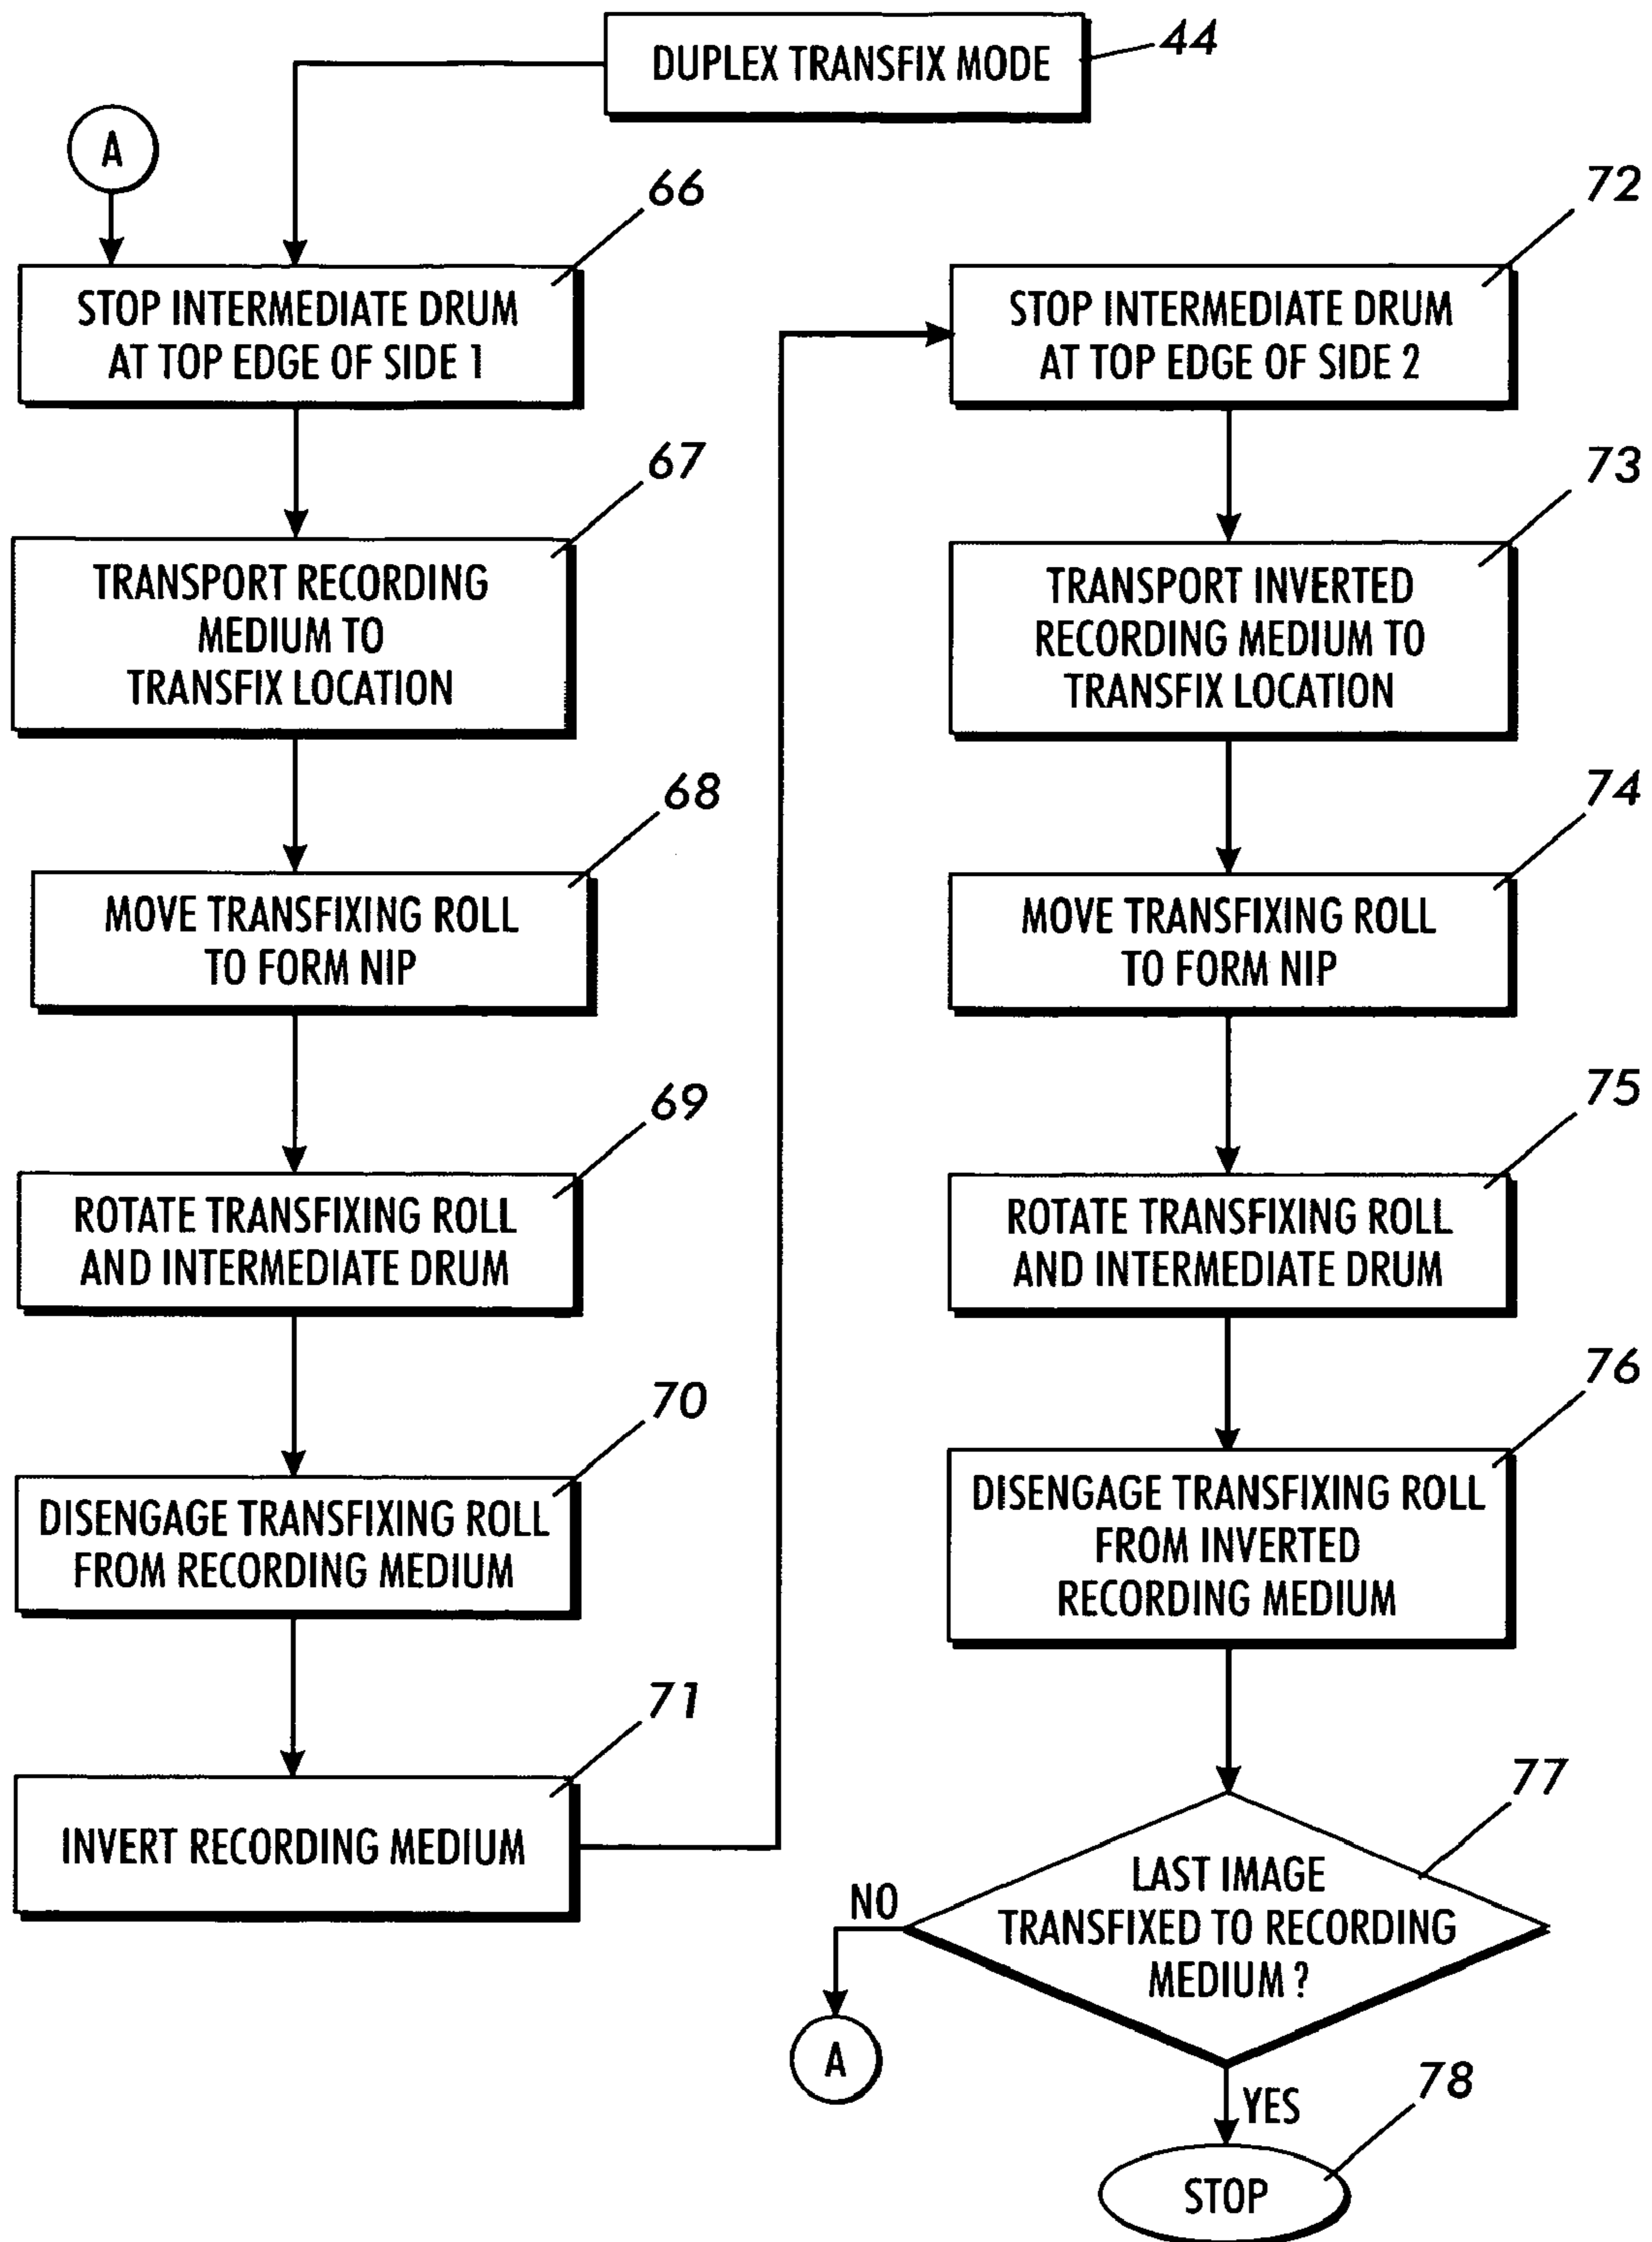 DUPLEX TRANSFIX MODE
44
A
66
STOP INTERMEDIATE DRUM
AT TOP EDGE OF SIDE 1
67
TRANSPORT RECORDING
MEDIUM TO
TRANSFIX LOCATION
68
MOVE TRANSFIXING ROLL
TO FORM NIP
69
ROTATE TRANSFIXING ROLL
AND INTERMEDIATE DRUM
70
DISENGAGE TRANSFIXING ROLL
FROM RECORDING MEDIUM
71
INVERT RECORDING MEDIUM
72
STOP INTERMEDIATE DRUM
AT TOP EDGE OF SIDE 2
73
TRANSPORT INVERTED
RECORDING MEDIUM TO
TRANSFIX LOCATION
74
MOVE TRANSFIXING ROLL
TO FORM NIP
75
ROTATE TRANSFIXING ROLL
AND INTERMEDIATE DRUM
76
DISENGAGE TRANSFIXING ROLL
FROM INVERTED
RECORDING MEDIUM
77
LAST IMAGE
TRANSFIXED TO RECORDING
MEDIUM ?
NO
A
YES
78
STOP